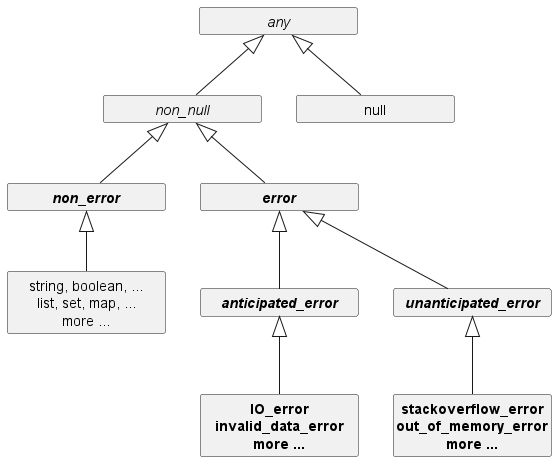 any
non_null
null
non_error
error
string, boolean, ...
list, set, map, ...
more ...
anticipated_error
unanticipated_error
IO_error
invalid_data_error
more ...
stackoverflow_error
out_of_memory_error
more ...